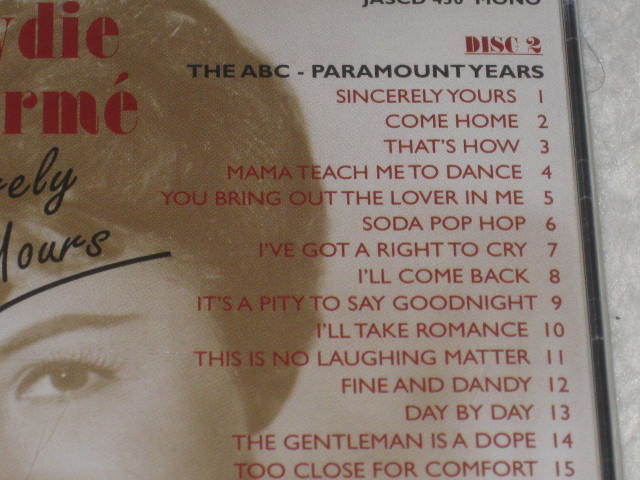 JASCD 430 MONO
DISC 2
THE ABC - PARAMOUNT YEARS
ydie
rmé
ely
Yours
SINCERELY YOURS 1
COME HOME 2
THAT'S HOW 3
MAMA TEACH ME TO DANCE 4
YOU BRING OUT THE LOVER IN ME 5
SODA POP HOP 6
I'VE GOT A RIGHT TO CRY 7
I'LL COME BACK 8
IT'S A PITY TO SAY GOODNIGHT 9
I'LL TAKE ROMANCE 10
THIS IS NO LAUGHING MATTER 11
FINE AND DANDY 12
DAY BY DAY 13
THE GENTLEMAN IS A DOPE 14
TOO CLOSE FOR COMFORT 15